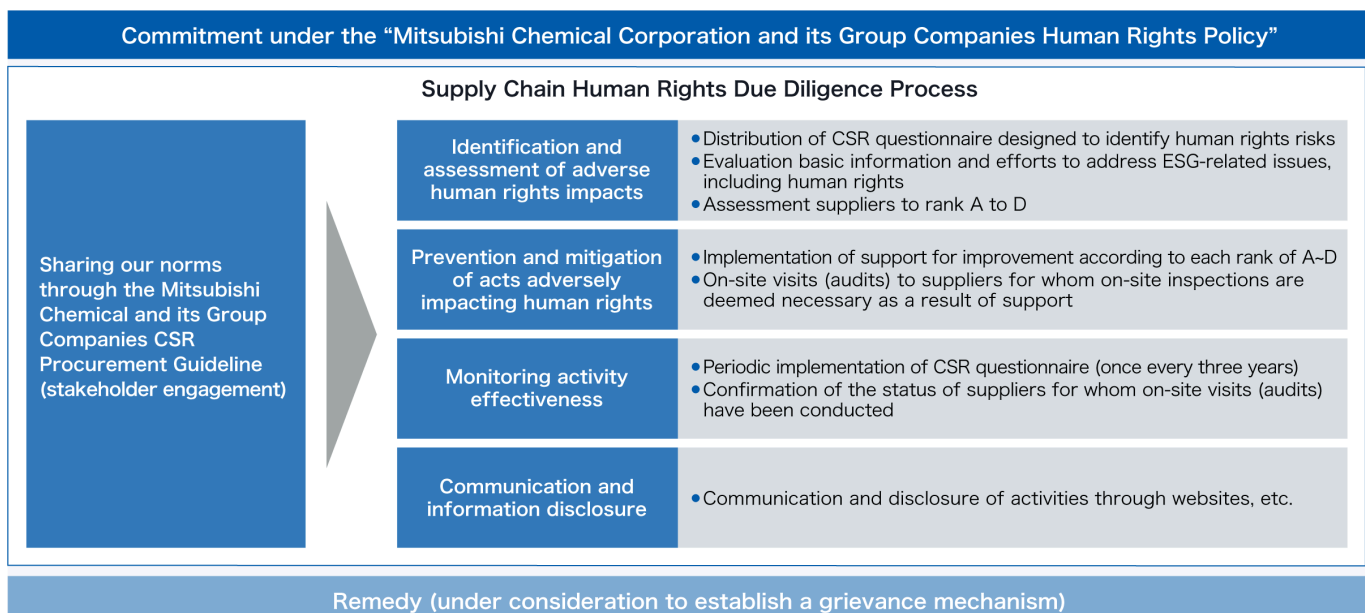 Commitment under the “Mitsubishi Chemical Corporation and its Group Companies Human Rights Policy”
Supply Chain Human Rights Due Diligence Process
Sharing our norms
through the Mitsubishi
Chemical and its Group
Companies CSR
Procurement Guideline
(stakeholder engagement)
Identification and
assessment of adverse
human rights impacts
●Distribution of CSR questionnaire designed to identify human rights risks
●Evaluation basic information and efforts to address ESG-related issues,
including human rights
●Assessment suppliers to rank A to D
Prevention and mitigation
of acts adversely
impacting human rights
●Implementation of support for improvement according to each rank of A~D
●On-site visits (audits) to suppliers for whom on-site inspections are
deemed necessary as a result of support
Monitoring activity
effectiveness
●Periodic implementation of CSR questionnaire (once every three years)
●Confirmation of the status of suppliers for whom on-site visits (audits)
have been conducted
Communication and
information disclosure
●Communication and disclosure of activities through websites, etc.
Remedy (under consideration to establish a grievance mechanism)